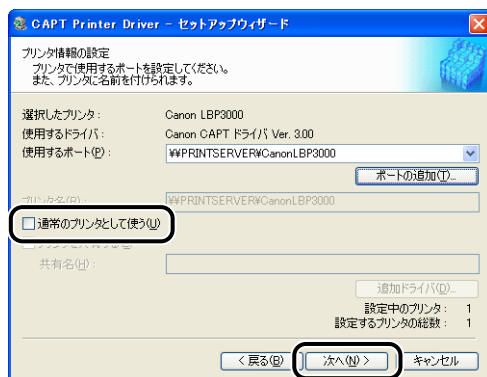 CAPT Printer Driver - セットアップウィザード
プリンタ情報の設定
プリンタで使用するポートを設定してください。
また、プリンタに名前を付けられます。
選択したプリンタ: Canon LBP3000
使用するドライバ: Canon CAPT ドライバ Ver. 3.00
使用するポート(P): ¥¥PRINTSERVER¥CanonLBP3000
ポートの追加(T)...
プリンタ名(R): ¥¥PRINTSERVER¥CanonLBP3000
通常のプリンタとして使う(U)
共有名(H):
追加ドライバ(D)...
設定中のプリンタ: 1
設定するプリンタの総数: 1
< 戻る(B) 次へ(N) > キャンセル